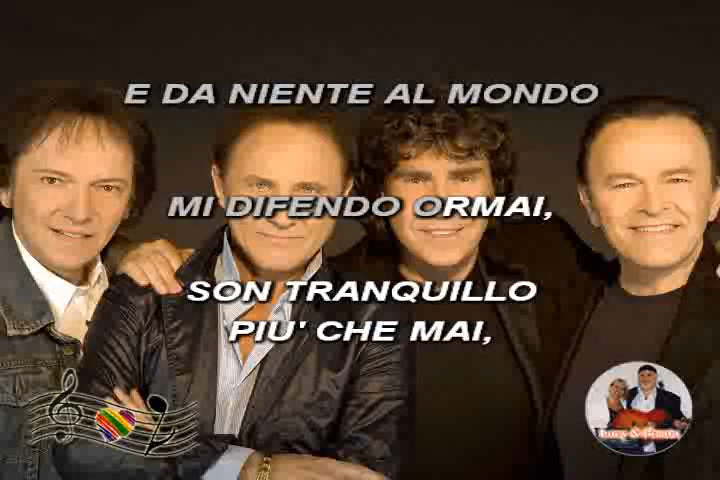 E DA NIENTE AL MONDO
MI DIFENDO ORMAI,
SON TRANQUILLO
PIU' CHE MAI,